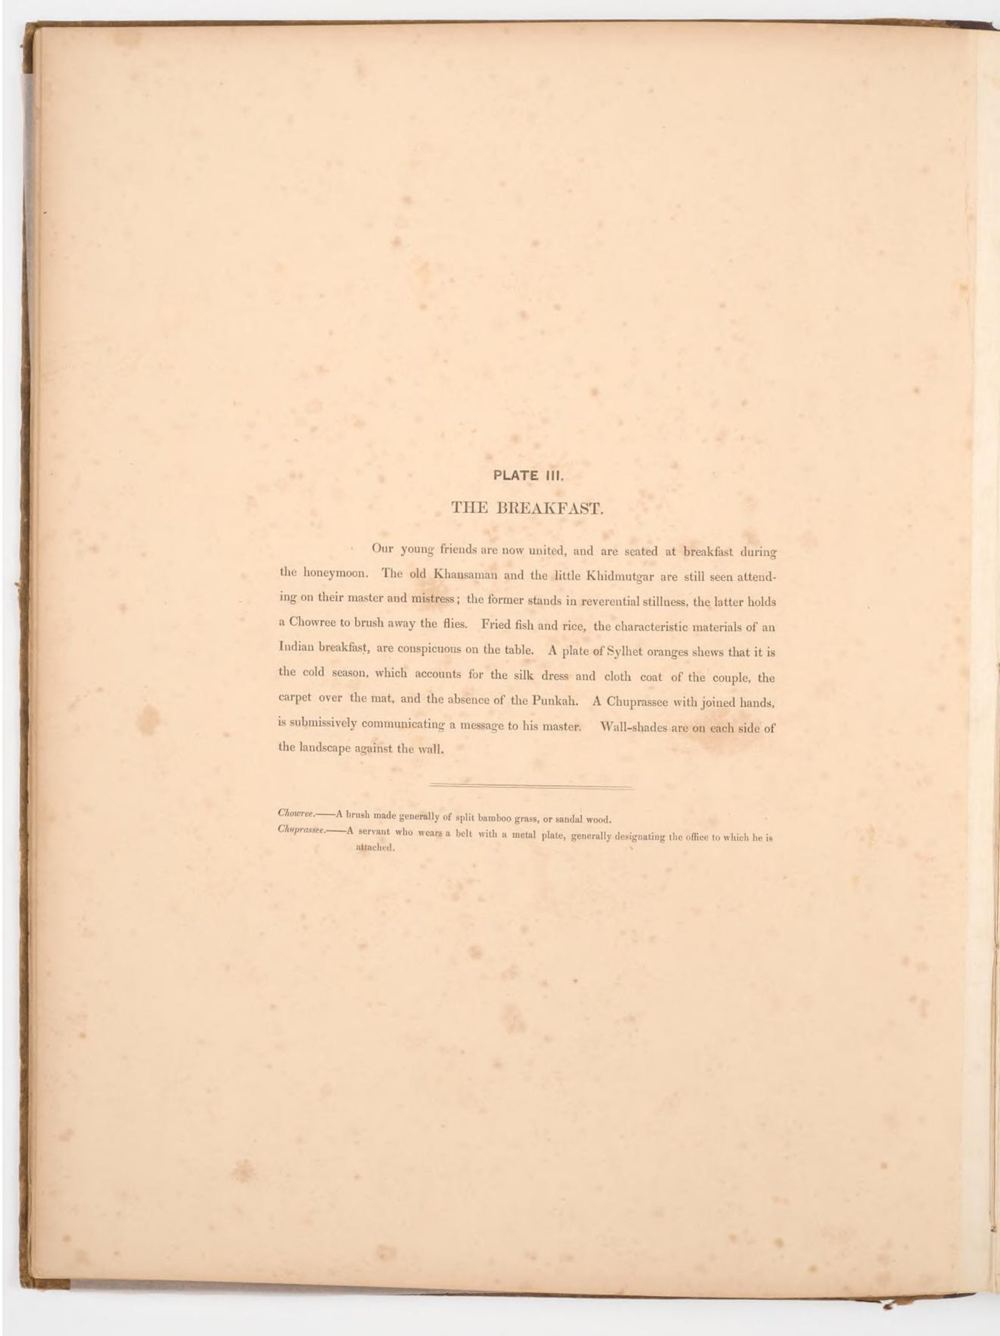 PLATE III.
THE BREAKFAST.
Our young friends are now united, and are seated at breakfast during
the honeymoon. The old Khansaman and the little Khidmutgar are still seen attend-
ing on their master and mistress; the former stands in reverential stillness, the latter holds
a Chowree to brush away the flies. Fried fish and rice, the characteristic materials of an
Indian breakfast, are conspicuous on the table. A plate of Sylhet oranges shews that it is
the cold season, which accounts for the silk dress and cloth coat of the couple, the
carpet over the mat, and the absence of the Punkah. A Chuprassee with joined hands,
is submissively communicating a message to his master. Wall-shades are on each side of
the landscape against the wall.
Chowree.——A brush made generally of split bamboo grass, or sandal wood.
Chuprassee.——A servant who wears a belt with a metal plate, generally designating the office to which he is
attached.